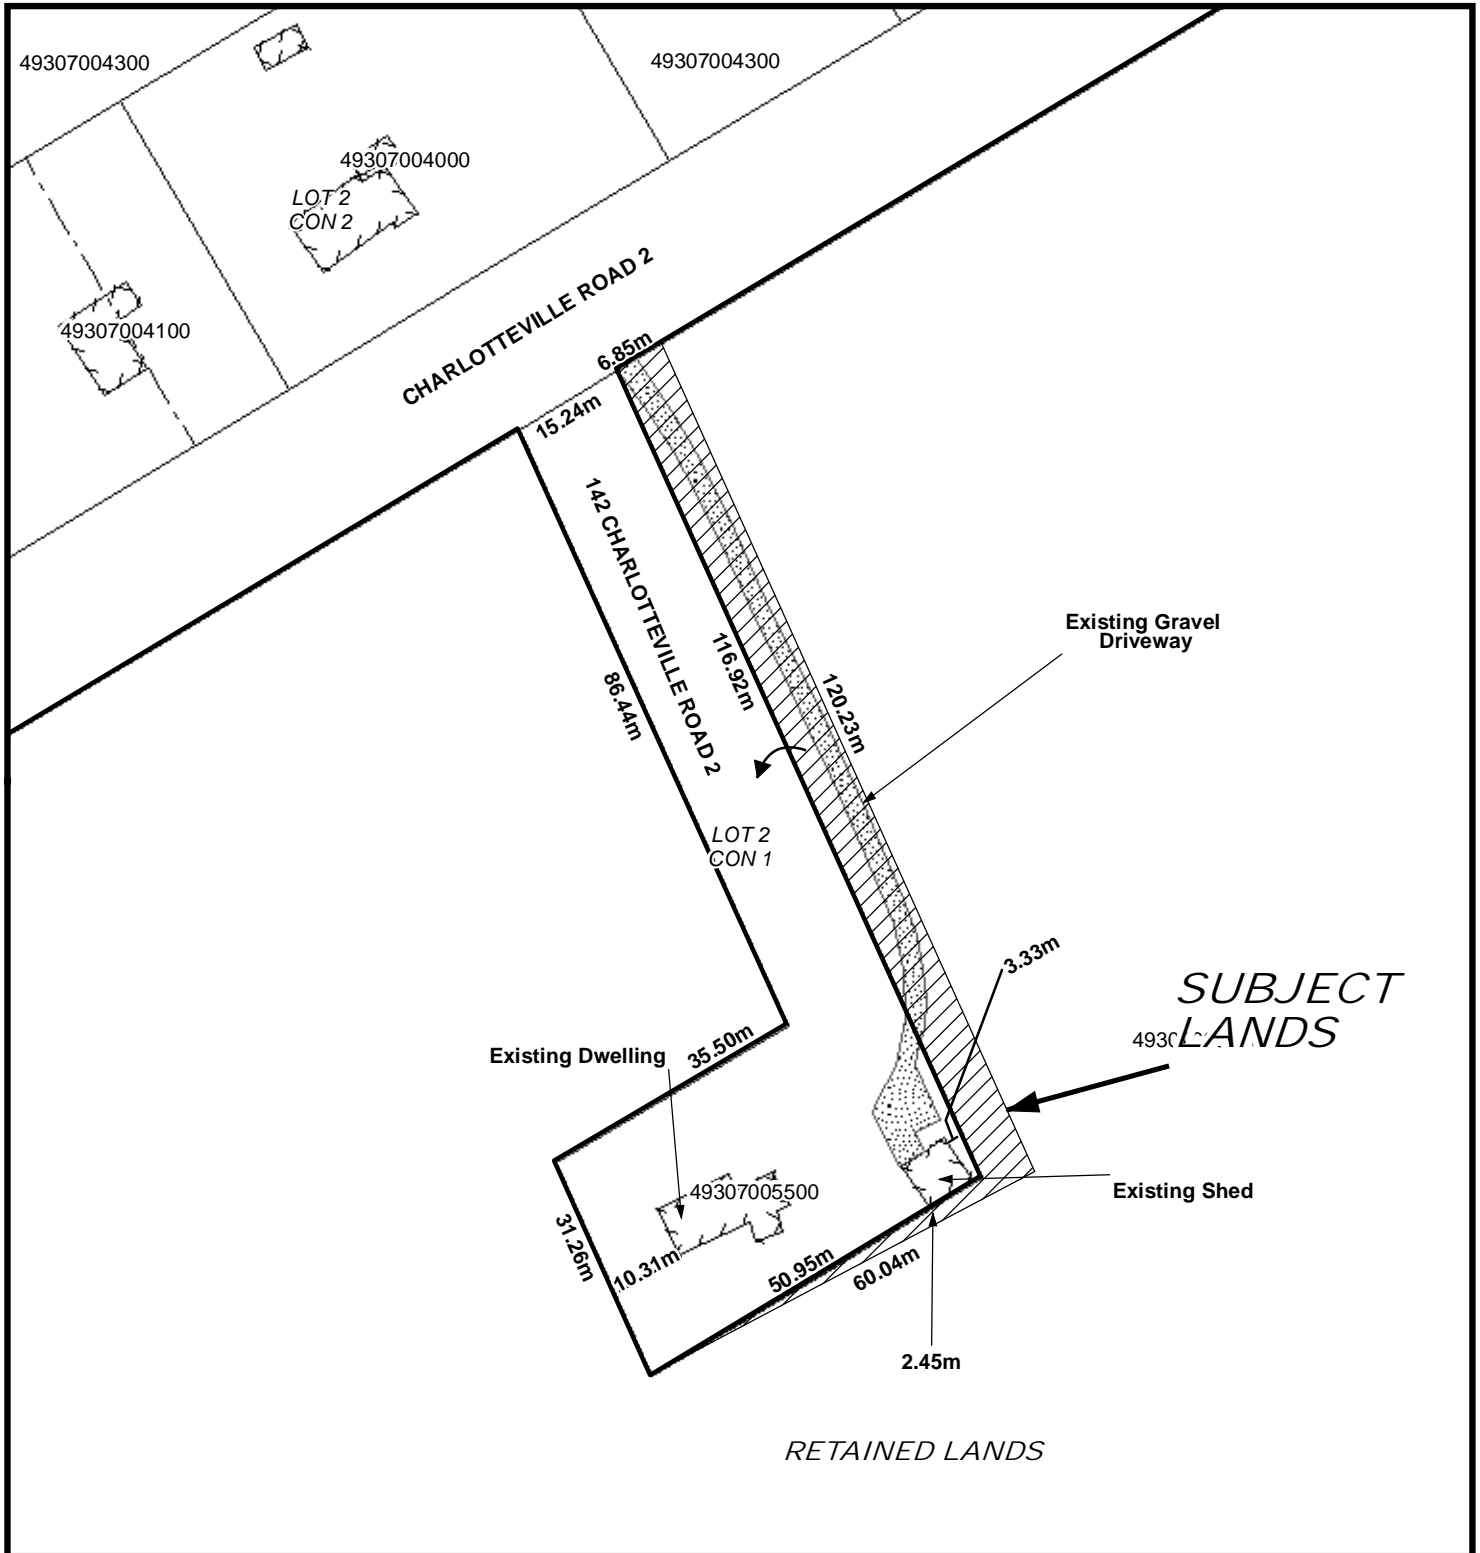 49307004300
49307004300
49307004000
LOT 2
CON 2
49307004100
CHARLOTTEVILLE ROAD 2
6.85m
15.24m
142 CHARLOTTEVILLE ROAD 2
116.92m
86.44m
120.23m
Existing Gravel
Driveway
LOT 2
CON 1
3.33m
SUBJECT
LANDS
Existing Dwelling
35.50m
49307005500
Existing Shed
31.26m
10.31m
50.95m
60.04m
2.45m
RETAINED LANDS